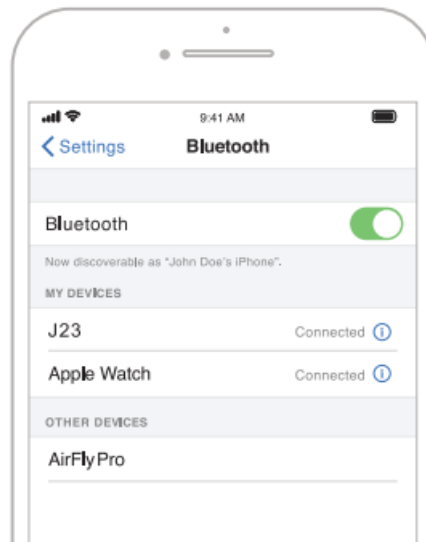 9:41 AM
Settings
Bluetooth
Bluetooth
Now discoverable as "John Doe's iPhone".
MY DEVICES
J23
Connected
Apple Watch
Connected
OTHER DEVICES
AirFly Pro